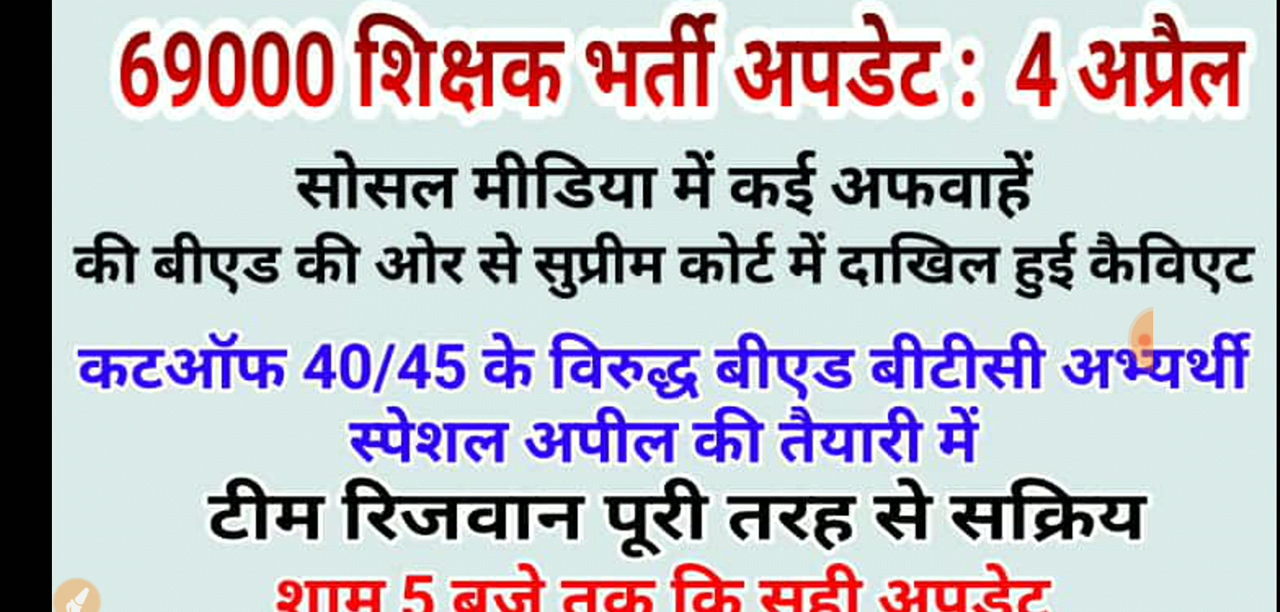 69000 शिक्षक भर्ती अपडेट : 4 अप्रैल
सोसल मीडिया में कई अफवाहें
की बीएड की ओर से सुप्रीम कोर्ट में दाखिल हुई कैविएट
कटऑफ 40/45 के विरुद्ध बीएड बीटीसी अभ्यर्थी
स्पेशल अपील की तैयारी में
टीम रिजवान पूरी तरह से सक्रिय
शाम 5 बजे तक कि सही अपडेट